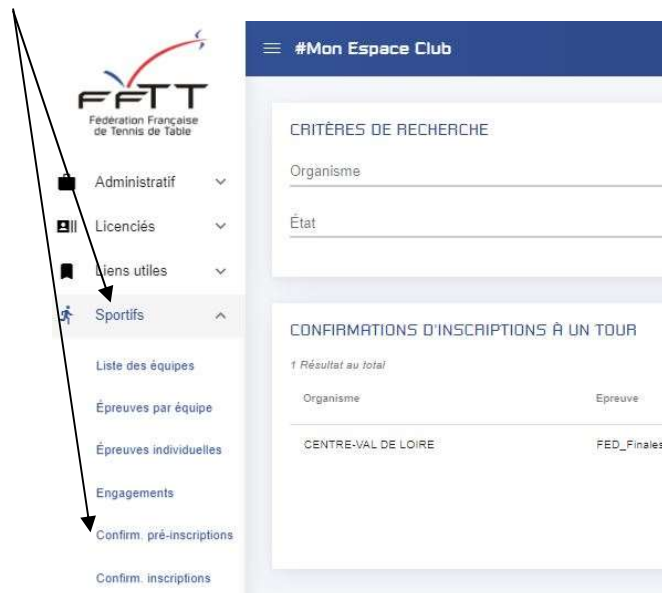 FFTT
Fédération Française
de Tennis de Table
Administratif
Licenciés
Liens utiles
Sportifs
Liste des équipes
Épreuves par équipe
Épreuves individuelles
Engagements
Confirm. pré-inscriptions
Confirm. inscriptions
#Mon Espace Club
CRITÈRES DE RECHERCHE
Organisme
État
CONFIRMATIONS D'INSCRIPTIONS À UN TOUR
1 Résultat au total
Organisme Epreuve
CENTRE-VAL DE LOIRE FED_Finales